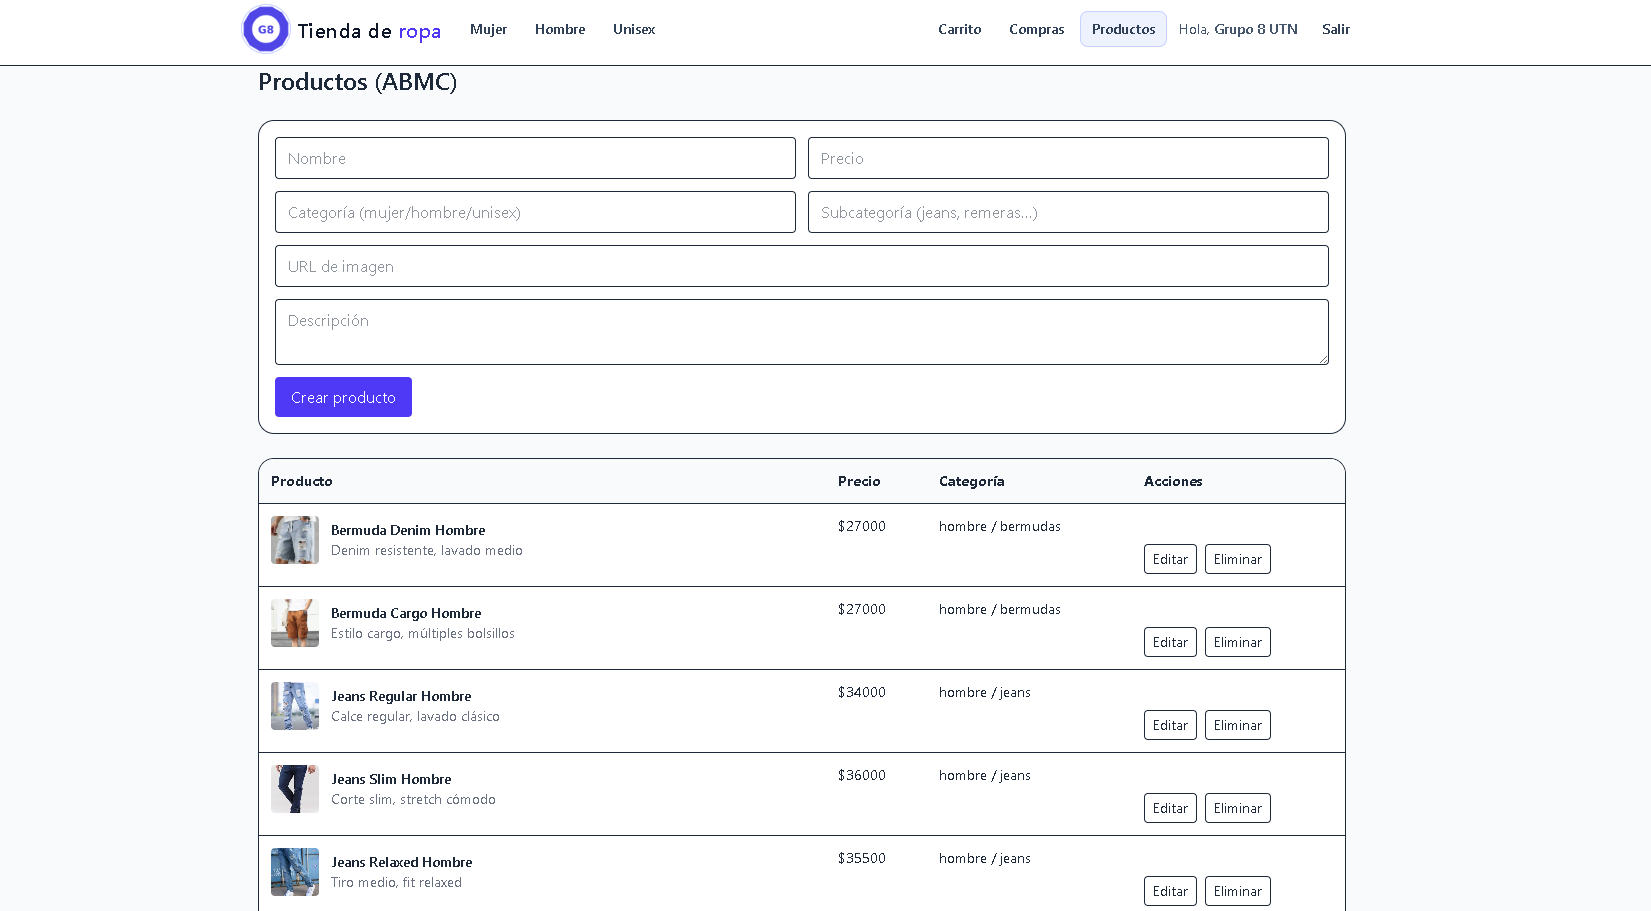 G8 Tienda de ropa Mujer Hombre Unisex Carrito Compras Productos Hola, Grupo 8 UTN Salir
Productos (ABMC)
Nombre Precio
Categoría (mujer/hombre/unisex) Subcategoría (jeans, remeras...)
URL de imagen
Descripción
Crear producto
Producto Precio Categoría Acciones
Bermuda Denim Hombre $27000 hombre / bermudas
Denim resistente, lavado medio
Editar Eliminar
Bermuda Cargo Hombre $27000 hombre / bermudas
Estilo cargo, múltiples bolsillos
Editar Eliminar
Jeans Regular Hombre $34000 hombre / jeans
Calce regular, lavado clásico
Editar Eliminar
Jeans Slim Hombre $36000 hombre / jeans
Corte slim, stretch cómodo
Editar Eliminar
Jeans Relaxed Hombre $35500 hombre / jeans
Tiro medio, fit relaxed
Editar Eliminar